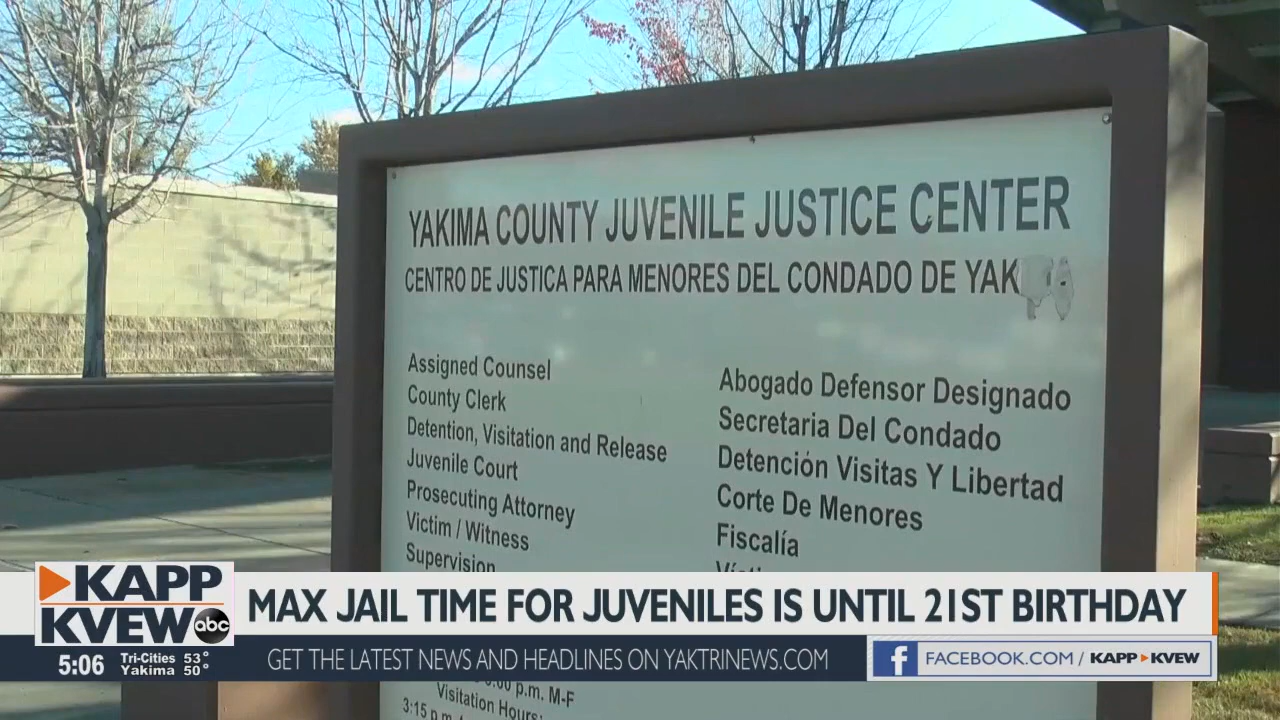 YAKIMA COUNTY JUVENILE JUSTICE CENTER
CENTRO DE JUSTICA PARA MENORES DEL CONDADO DE YAK
Assigned Counsel
County Clerk
Detention, Visitation and Release
Juvenile Court
Prosecuting Attorney
Victim / Witness
Supervision
Abogado Defensor Designado
Secretaria Del Condado
Detención Visitas Y Libertad
Corte De Menores
Fiscalía
KAPP
KVEW abc
MAX JAIL TIME FOR JUVENILES IS UNTIL 21ST BIRTHDAY
5:06
Tri-Cities 53°
Yakima 50°
GET THE LATEST NEWS AND HEADLINES ON YAKTRINEWS.COM
f FACEBOOK.COM / KAPP KVEW
p.m. M-F
Visitation Hours:
3:15